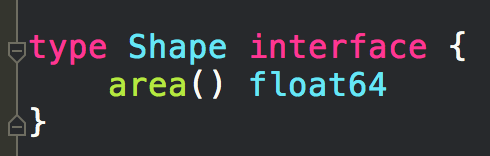 type Shape interface {
    area() float64
}